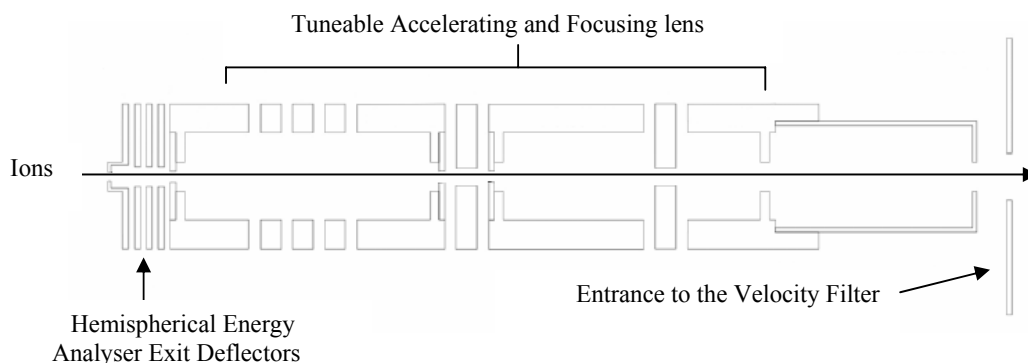 Tuneable Accelerating and Focusing lens
Ions
Entrance to the Velocity Filter
Hemispherical Energy
Analyser Exit Deflectors